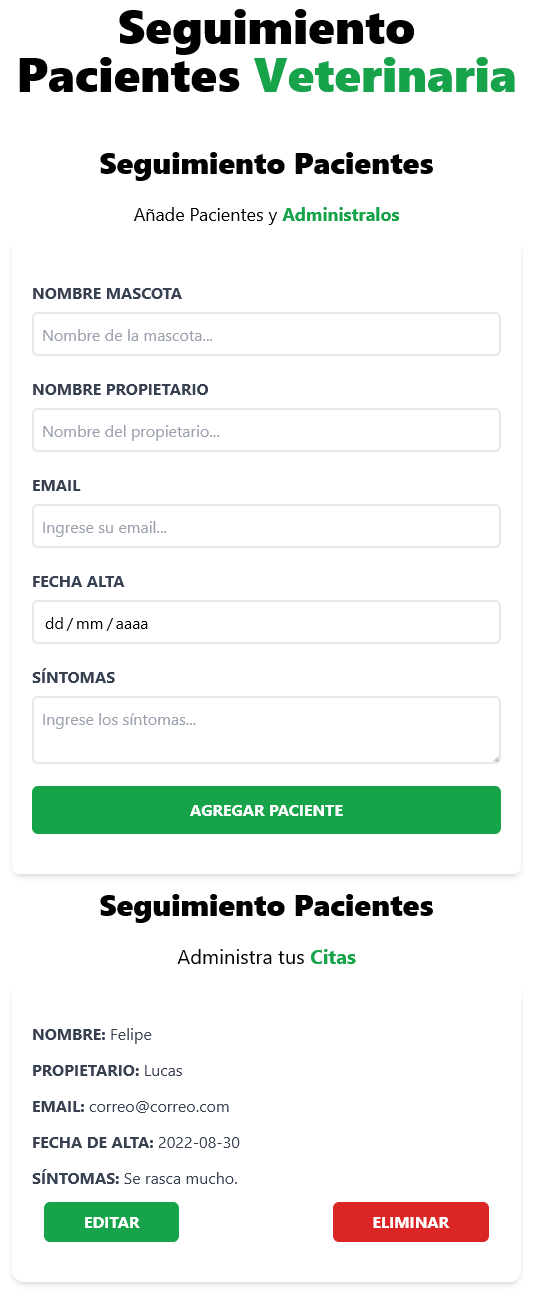 Seguimiento
Pacientes Veterinaria
Seguimiento Pacientes
Añade Pacientes y Administralos
NOMBRE MASCOTA
Nombre de la mascota...
NOMBRE PROPIETARIO
Nombre del propietario...
EMAIL
Ingrese su email...
FECHA ALTA
dd/mm/aaaa
SÍNTOMAS
Ingrese los síntomas...
AGREGAR PACIENTE
Seguimiento Pacientes
Administra tus Citas
NOMBRE: Felipe
PROPIETARIO: Lucas
EMAIL: correo@correo.com
FECHA DE ALTA: 2022-08-30
SÍNTOMAS: Se rasca mucho.
EDITAR ELIMINAR